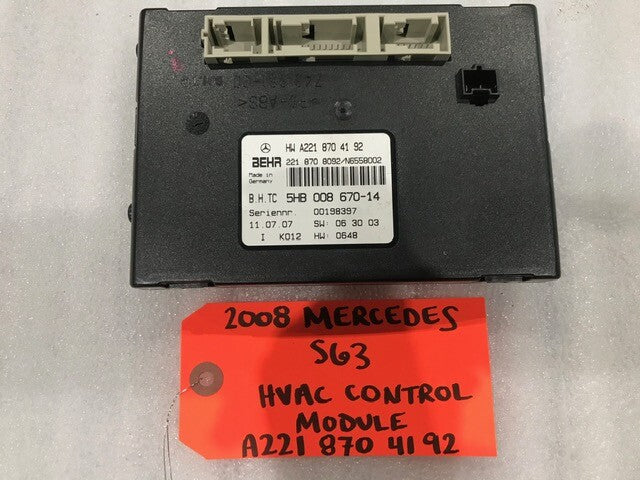 HW A221 870 41 92
BEHR 221 870 8092/N6558002
Made in
Germany
B.H.TC 5HB 008 670-14
Seriennr. 00198397
11.07.07 SW: 06 30 03
I K012 HW: 0648
2008 MERCEDES
S63
HVAC CONTROL
MODULE
A221 870 41 92